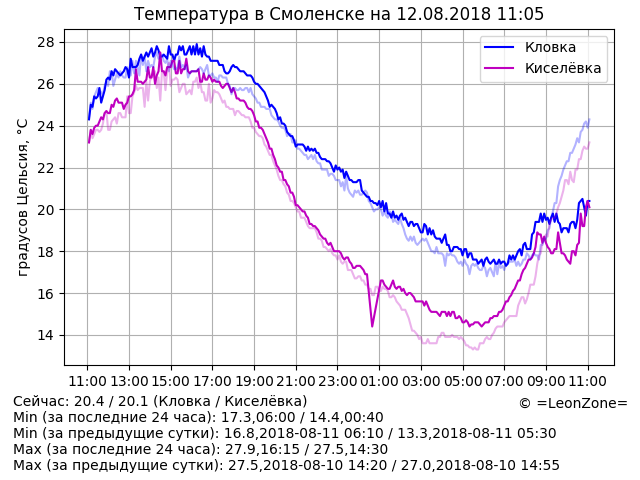 Температура в Смоленске на 12.08.2018 11:05
градусов Цельсия, °C
28
26
24
22
20
18
16
14
Кловка
Киселёвка
11:00 13:00 15:00 17:00 19:00 21:00 23:00 01:00 03:00 05:00 07:00 09:00 11:00
Сейчас: 20.4 / 20.1 (Кловка / Киселёвка)
© =LeonZone=
Min (за последние 24 часа): 17.3,06:00 / 14.4,00:40
Min (за предыдущие сутки): 16.8,2018-08-11 06:10 / 13.3,2018-08-11 05:30
Max (за последние 24 часа): 27.9,16:15 / 27.5,14:30
Max (за предыдущие сутки): 27.5,2018-08-10 14:20 / 27.0,2018-08-10 14:55